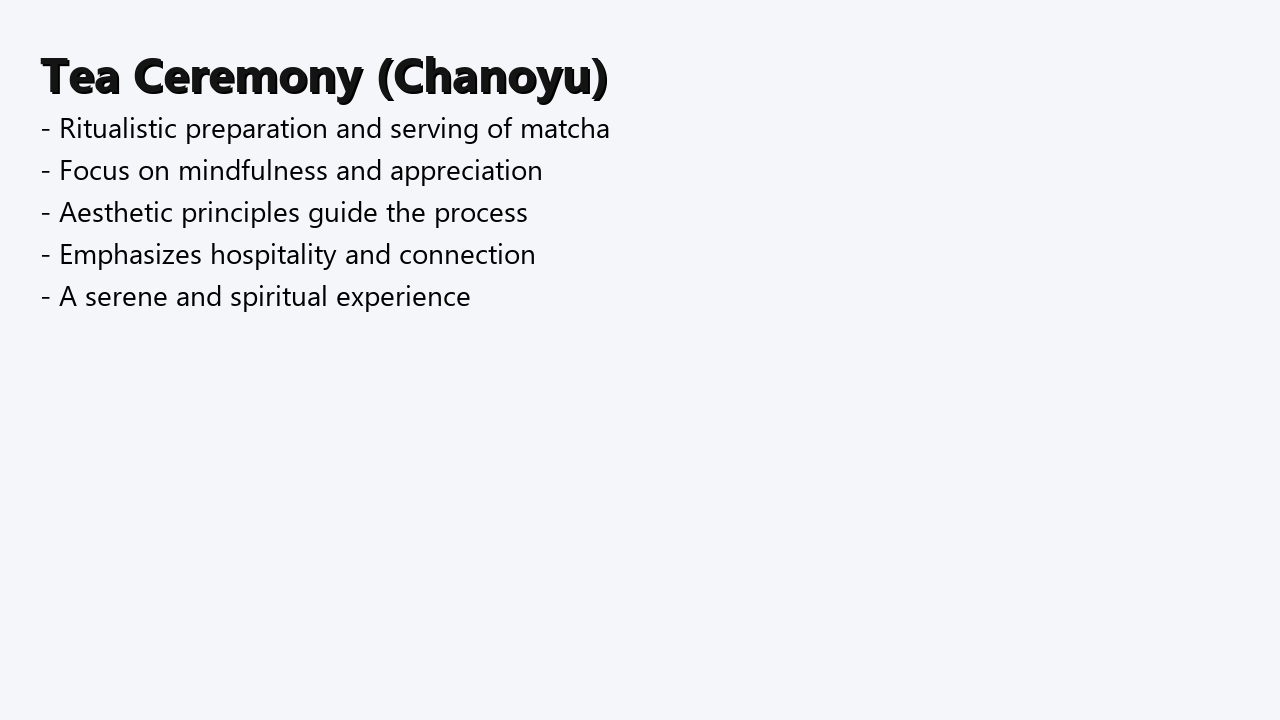 Tea Ceremony (Chanoyu)
- Ritualistic preparation and serving of matcha
- Focus on mindfulness and appreciation
- Aesthetic principles guide the process
- Emphasizes hospitality and connection
- A serene and spiritual experience